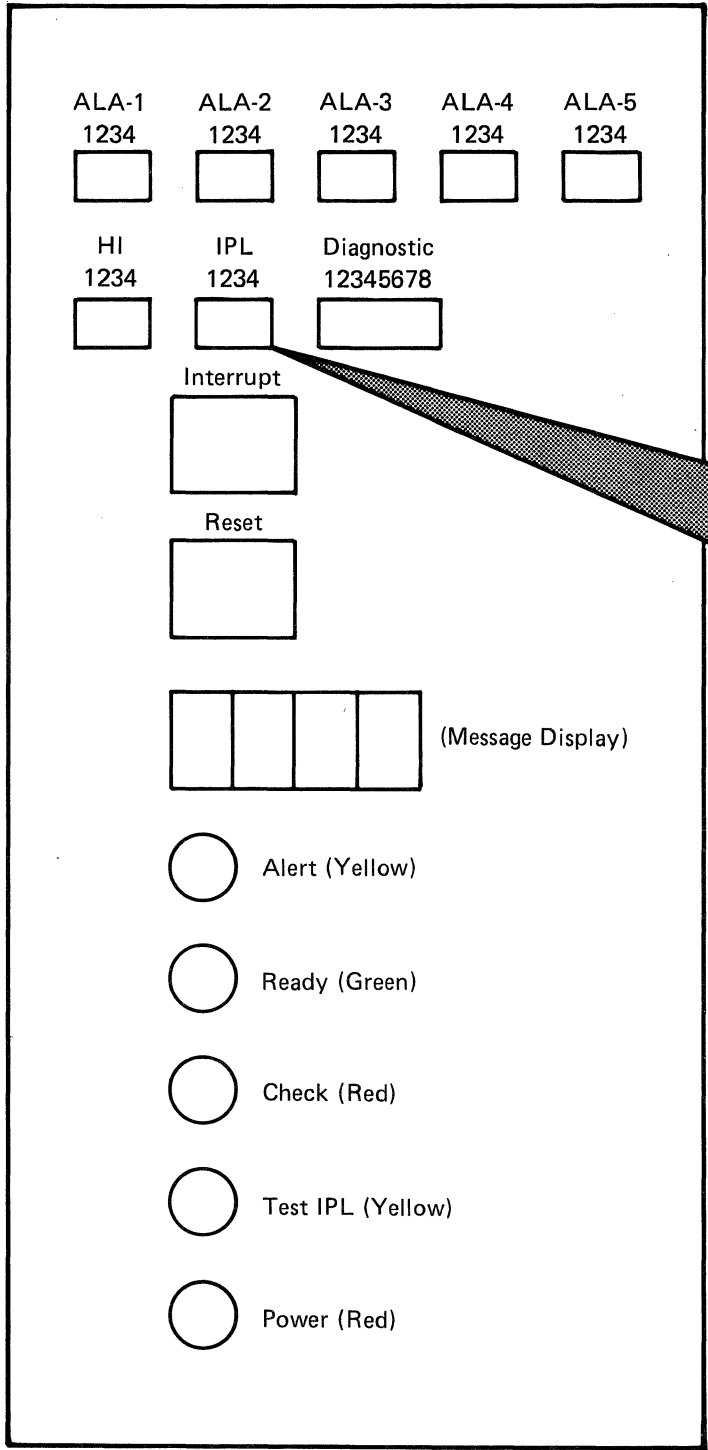 ALA-1 ALA-2 ALA-3 ALA-4 ALA-5
1234 1234 1234 1234 1234
HI IPL Diagnostic
1234 1234 12345678
Interrupt
Reset
(Message Display)
Alert (Yellow)
Ready (Green)
Check (Red)
Test IPL (Yellow)
Power (Red)